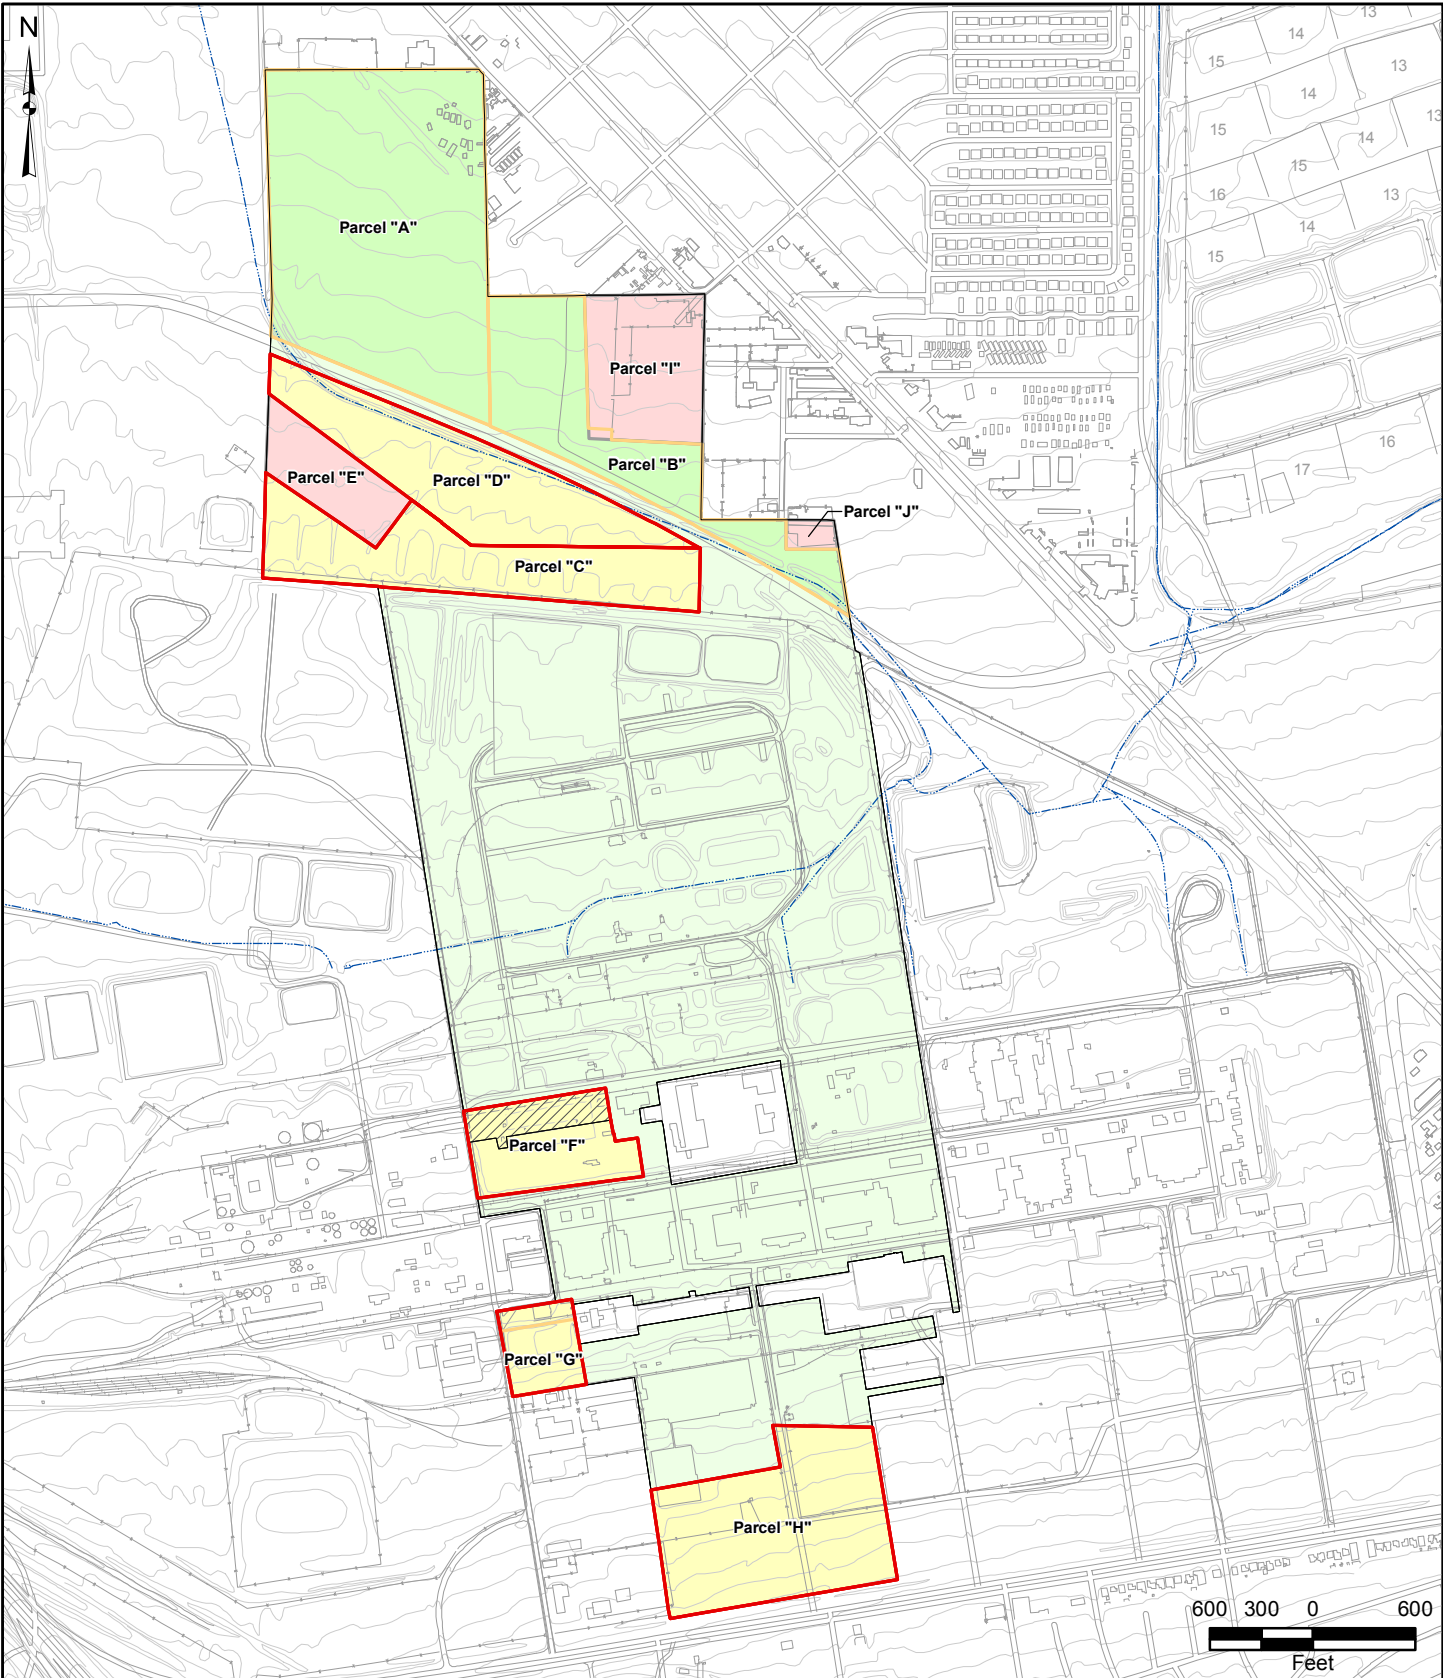 N
13
14
15
13
14
13
15
14
15
13
16
14
15
Parcel "A"
Parcel "I"
16
Parcel "B"
17
Parcel "E"
Parcel "D"
Parcel "J"
Parcel "C"
Parcel "F"
Parcel "G"
Parcel "H"
600 300 0 600
Feet